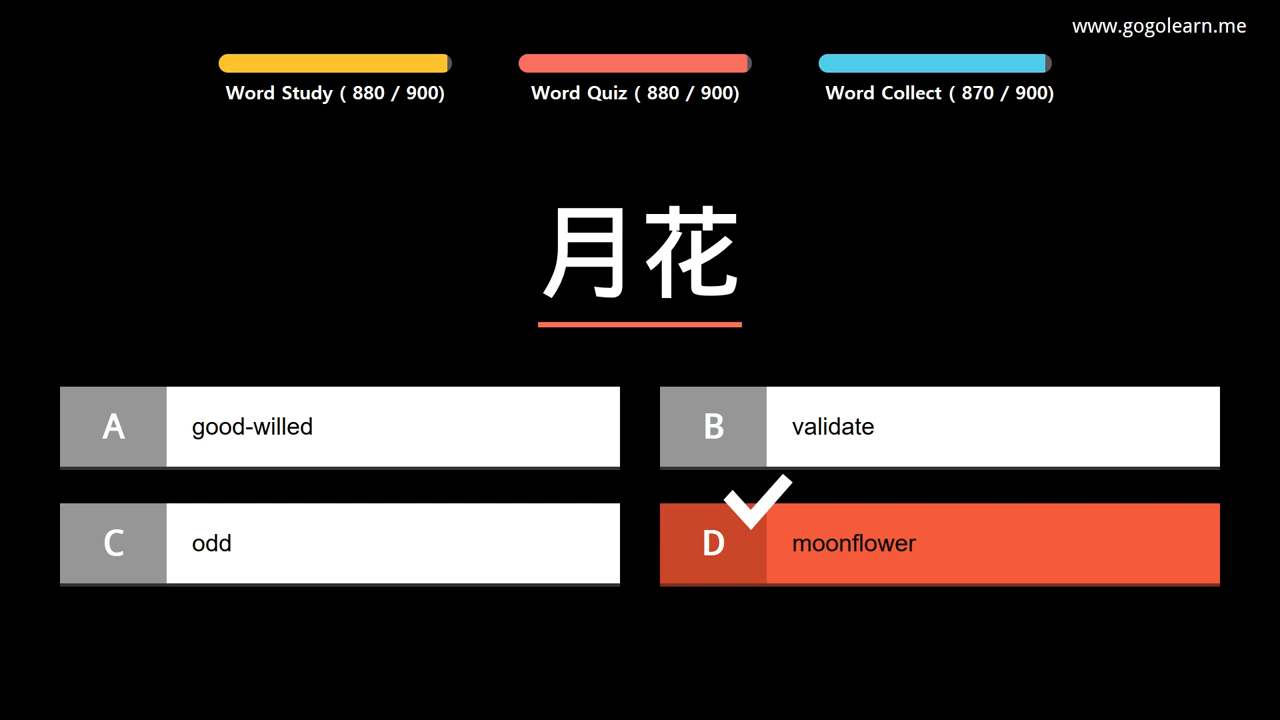 www.gogolearn.me
Word Study ( 880 / 900)
Word Quiz ( 880 / 900)
Word Collect ( 870 / 900)
月花
A good-willed
B validate
C odd
D moonflower